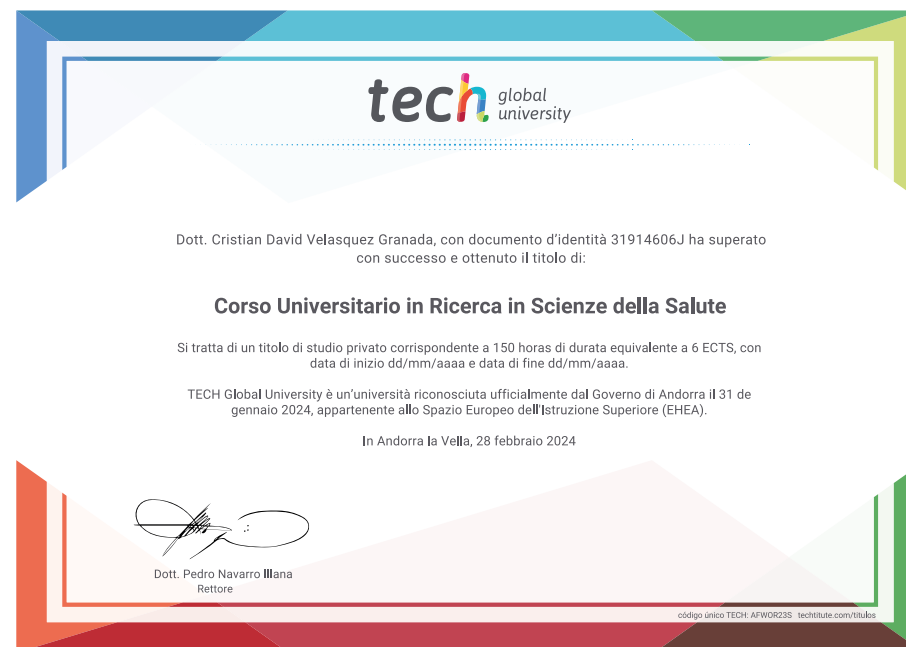 tech global university
Dott. Cristian David Velasquez Granada, con documento d'identità 31914606J ha superato
con successo e ottenuto il titolo di:
Corso Universitario in Ricerca in Scienze della Salute
Si tratta di un titolo di studio privato corrispondente a 150 horas di durata equivalente a 6 ECTS, con
data di inizio dd/mm/aaaa e data di fine dd/mm/aaaa.
TECH Global University è un'università riconosciuta ufficialmente dal Governo di Andorra il 31 de
gennaio 2024, appartenente allo Spazio Europeo dell'Istruzione Superiore (EHEA).
In Andorra la Vella, 28 febbraio 2024
Dott. Pedro Navarro Illana
Rettore
código único TECH: AFWOR23S techtitute.com/titulos